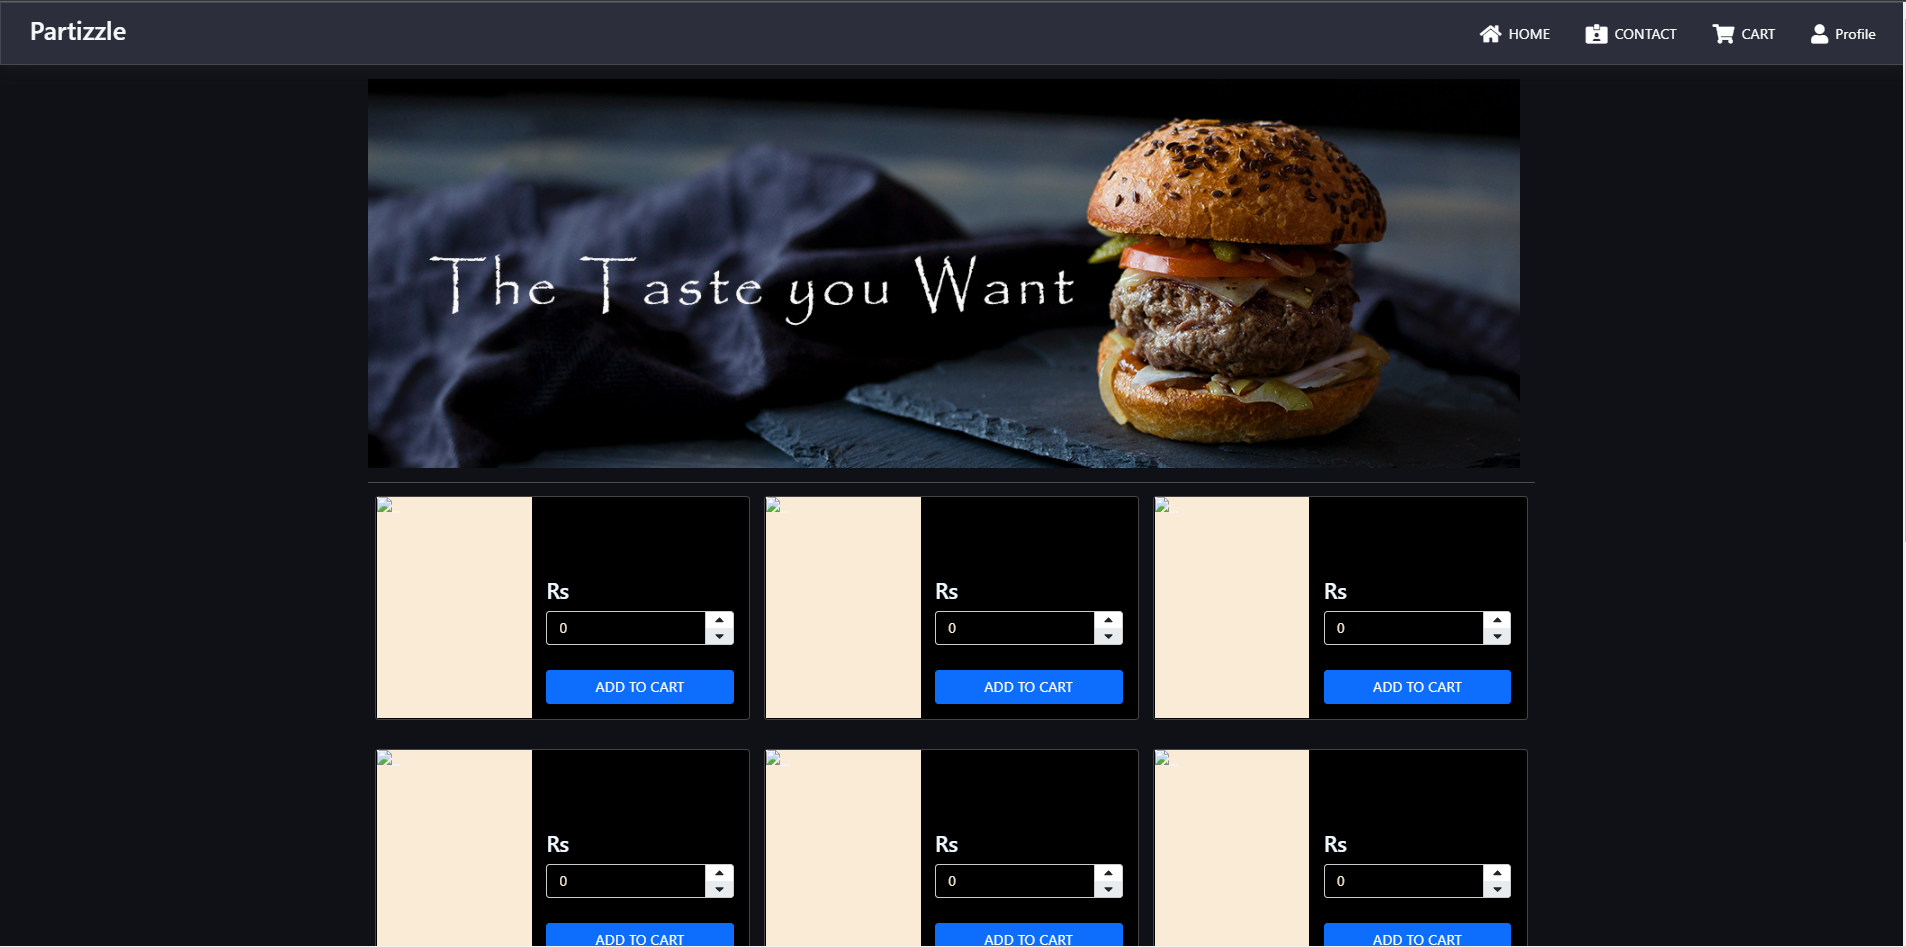 Partizzle
HOME CONTACT CART Profile
The Taste you Want
Rs Rs Rs
0 0 0
ADD TO CART ADD TO CART ADD TO CART
Rs Rs Rs
0 0 0
ADD TO CART ADD TO CART ADD TO CART